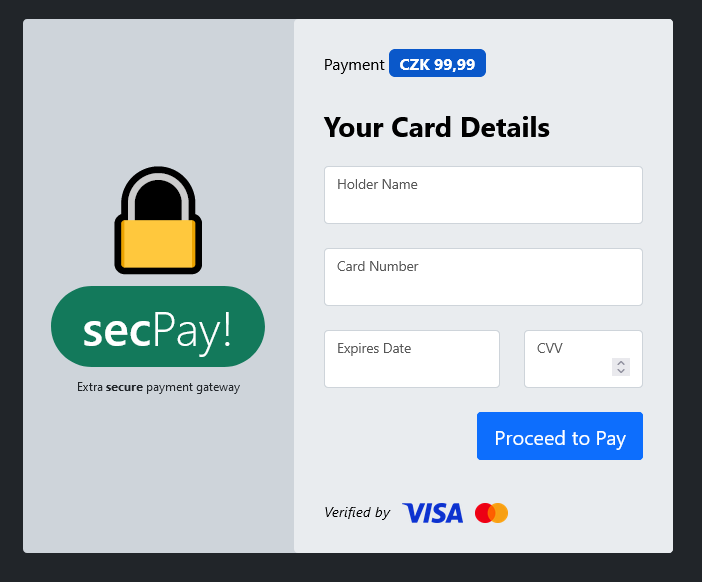 Payment CZK 99,99
Your Card Details
Holder Name
Card Number
Expires Date CVV
Proceed to Pay
Verified by VISA
secPay!
Extra secure payment gateway